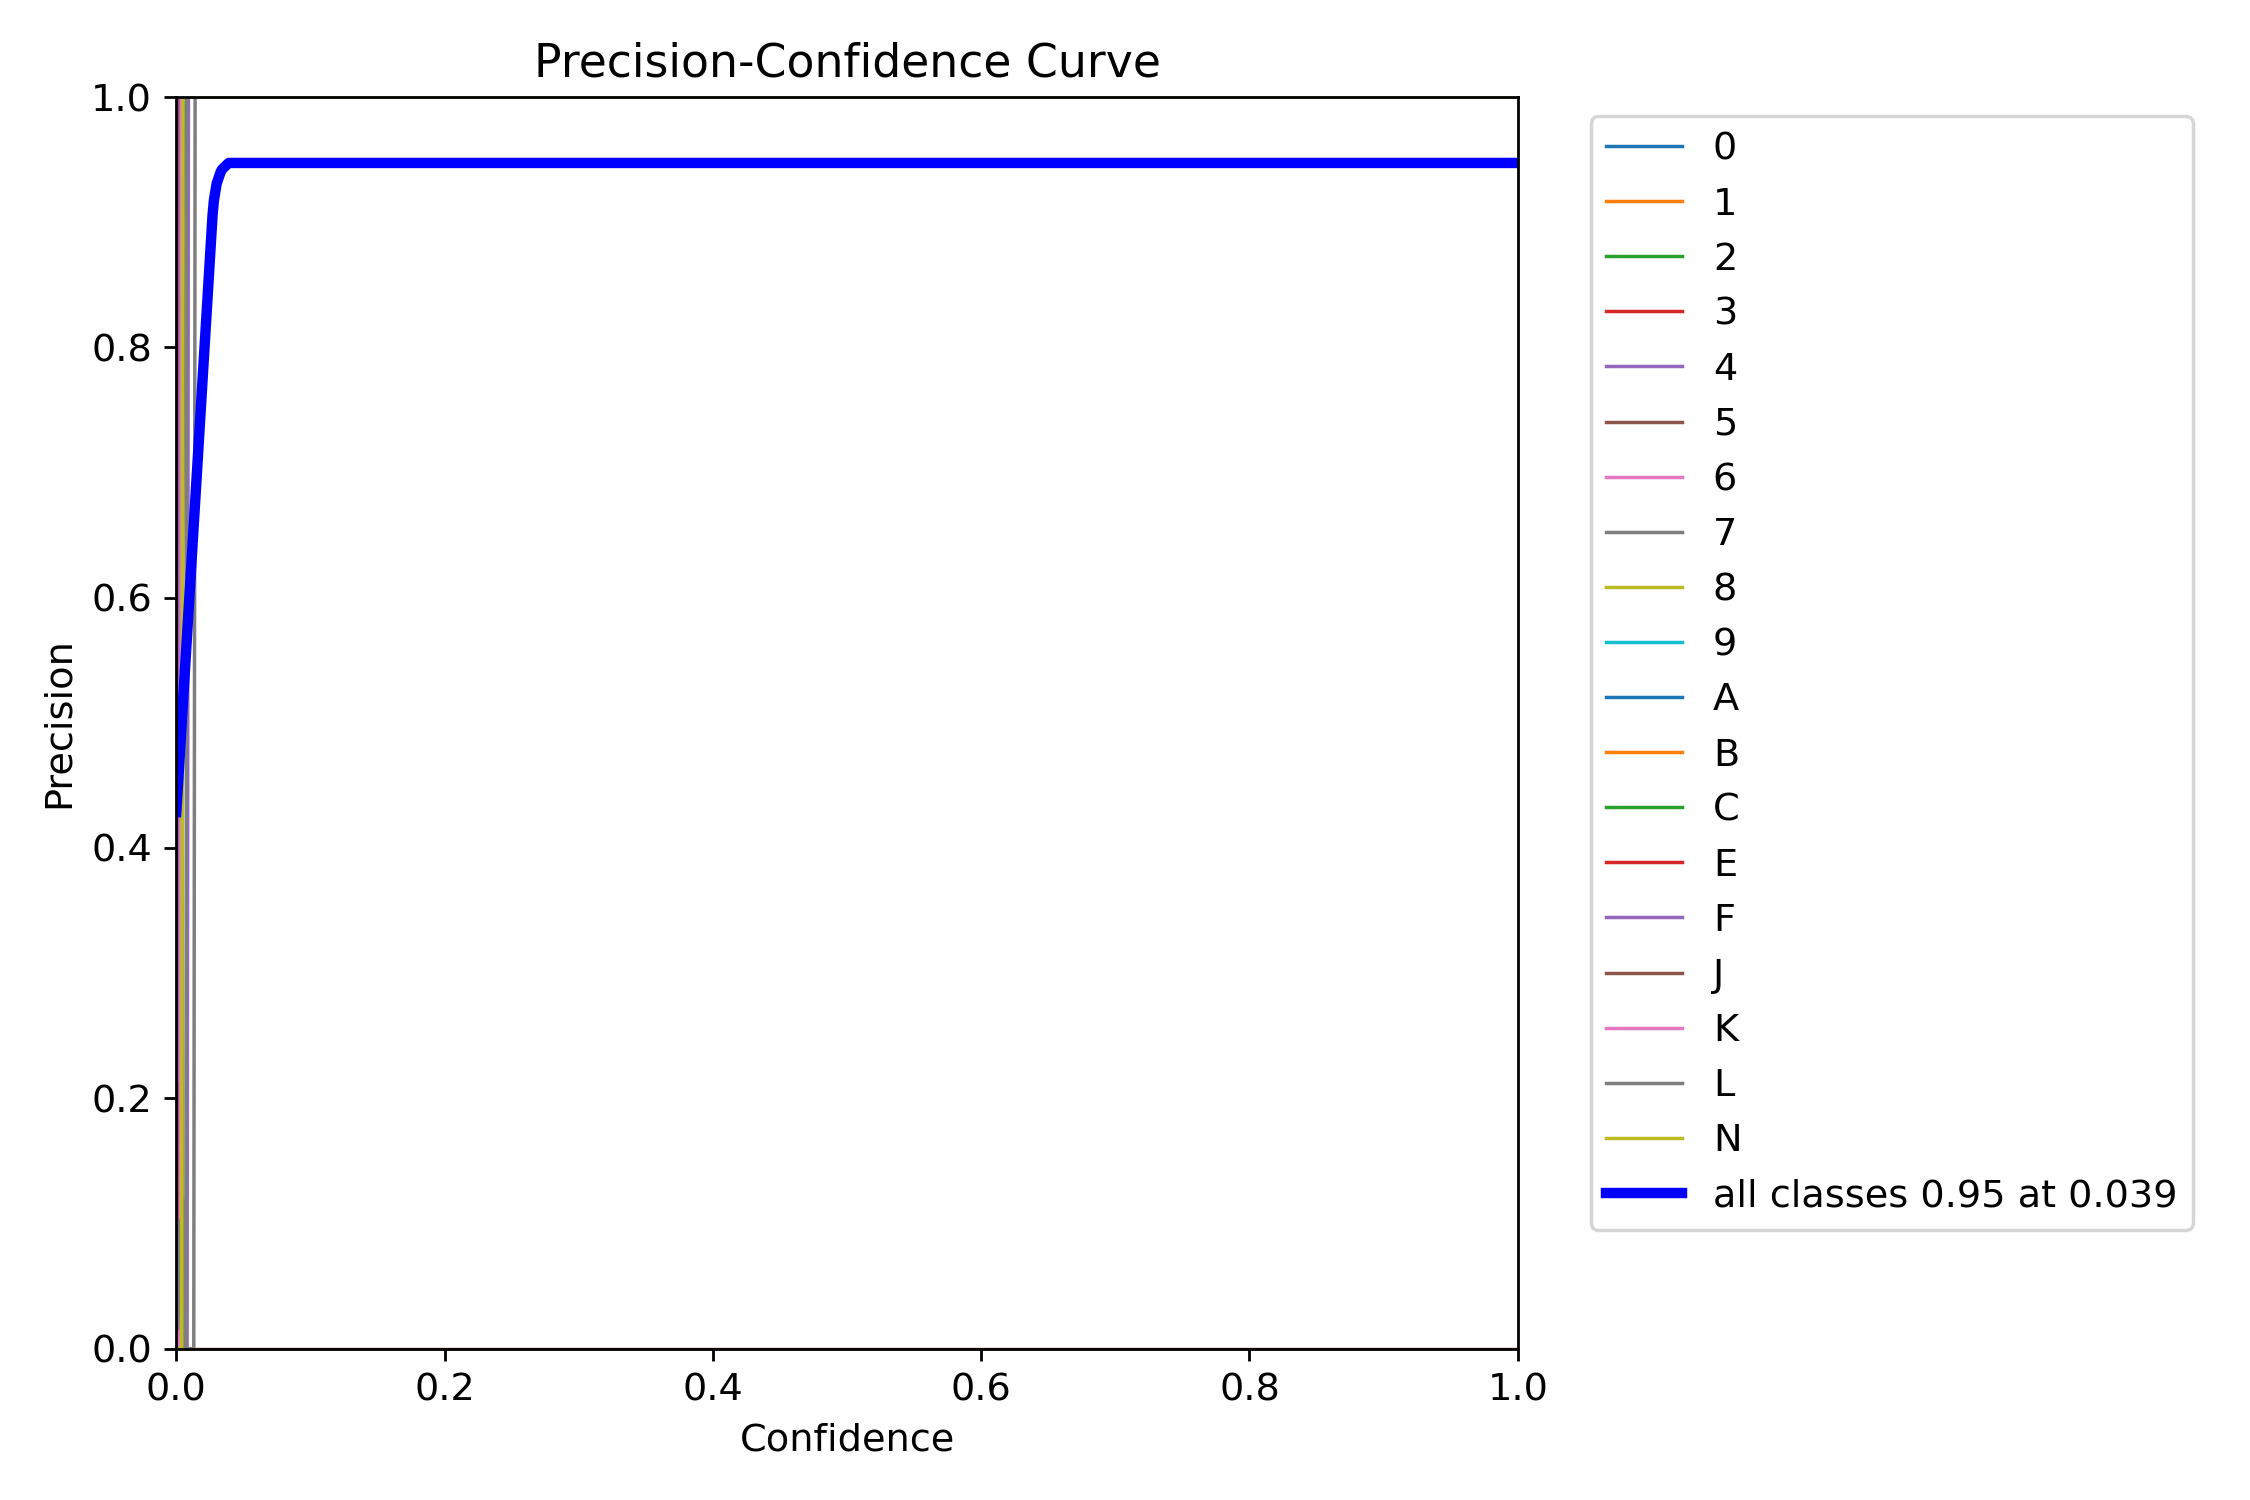 Precision-Confidence Curve
1.0
0.8
0.6
0.4
0.2
0.0
Precision
0.0 0.2 0.4 0.6 0.8 1.0
Confidence
0
1
2
3
4
5
6
7
8
9
A
B
C
E
F
J
K
L
N
all classes 0.95 at 0.039